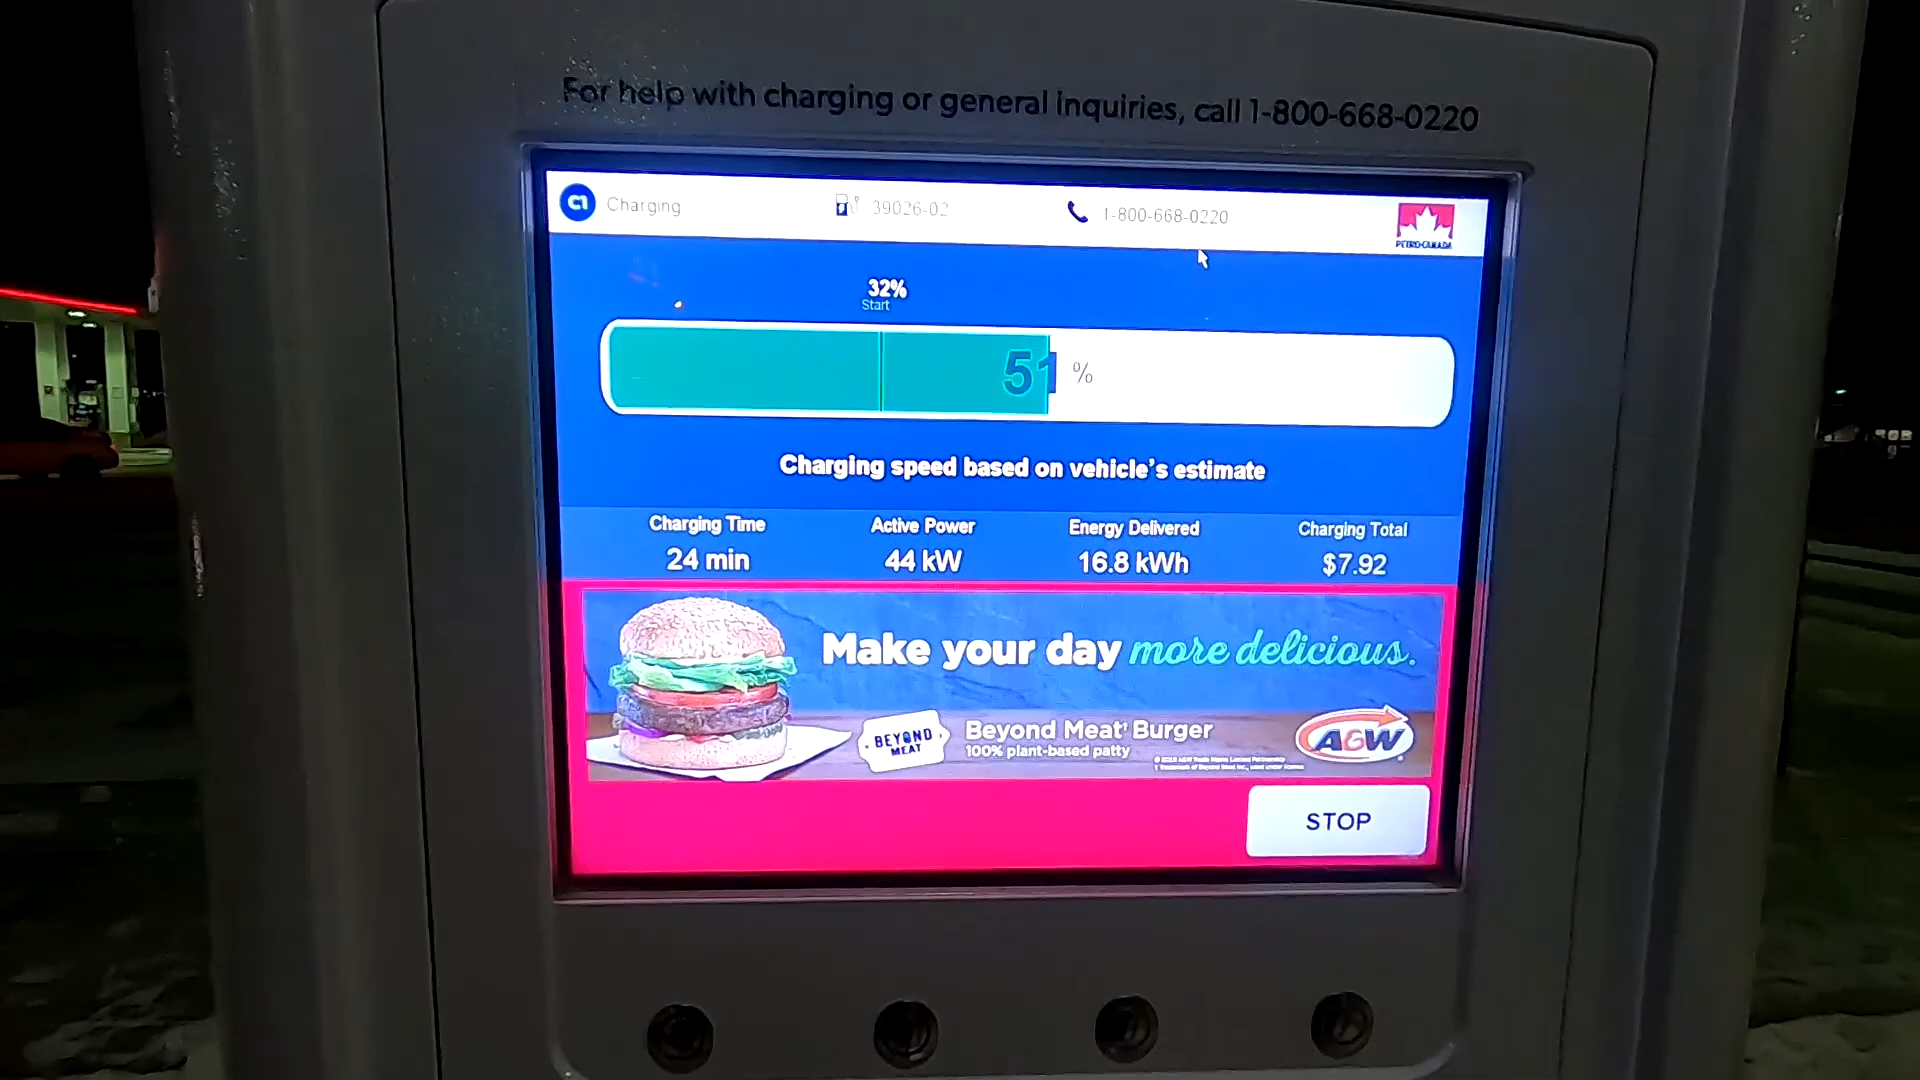 For help with charging or general inquiries, call 1-800-668-0220
C1 Charging 39026-02 1-800-668-0220
PETRO-CANADA
32%
Start
51 %
Charging speed based on vehicle's estimate
Charging Time Active Power Energy Delivered Charging Total
24 min 44 kW 16.8 kWh $7.92
Make your day more delicious.
BEYOND MEAT
Beyond Meat† Burger
100% plant-based patty
A&W
STOP